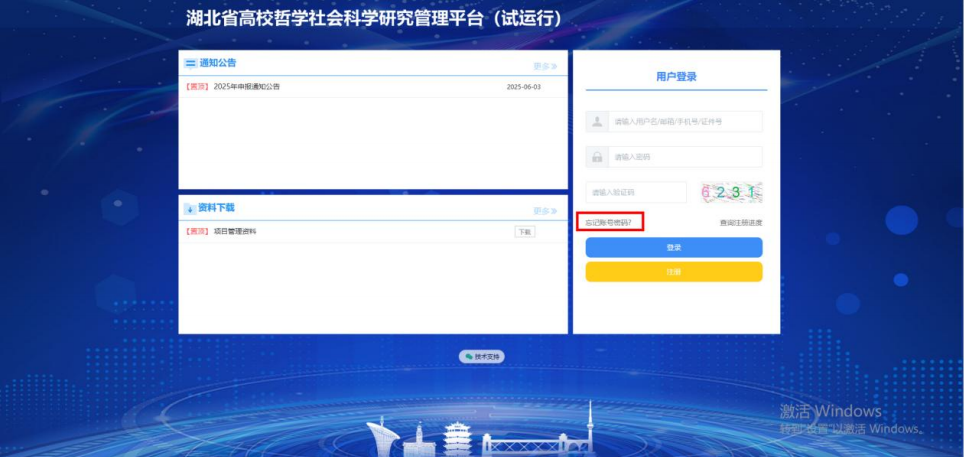 湖北省高校哲学社会科学研究管理平台（试运行）
通知公告
更多
【置顶】 2025年申报通知公告 2025-06-03
资料下载
更多
【置顶】 项目管理资料 下载
用户登录
请输入用户名/邮箱/手机号/证件号
请输入密码
请输入验证码 6231
忘记账号密码? 查询注册进度
登录
注册
技术支持
激活 Windows
转到"设置"以激活 Windows。